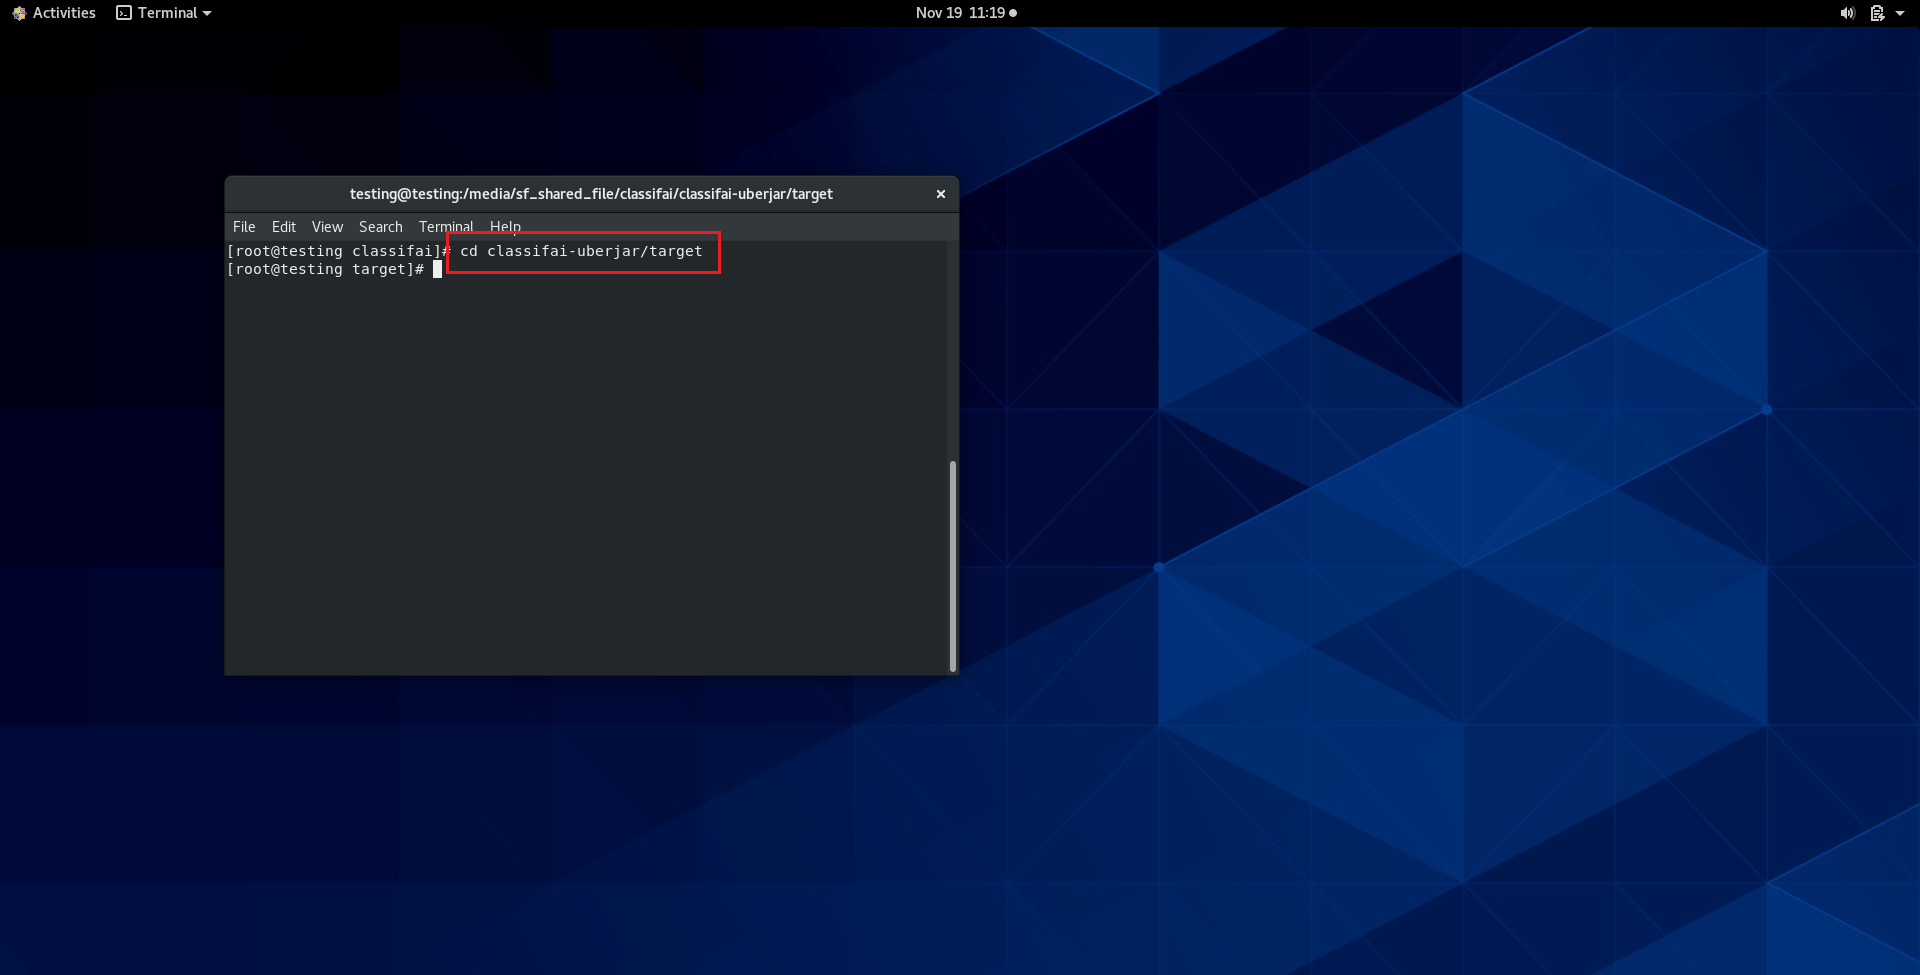 Activities Terminal Nov 19 11:19
testing@testing:/media/sf_shared_file/classifai/classifai-uberjar/target
File Edit View Search Terminal Help
[root@testing classifai]# cd classifai-uberjar/target
[root@testing target]#